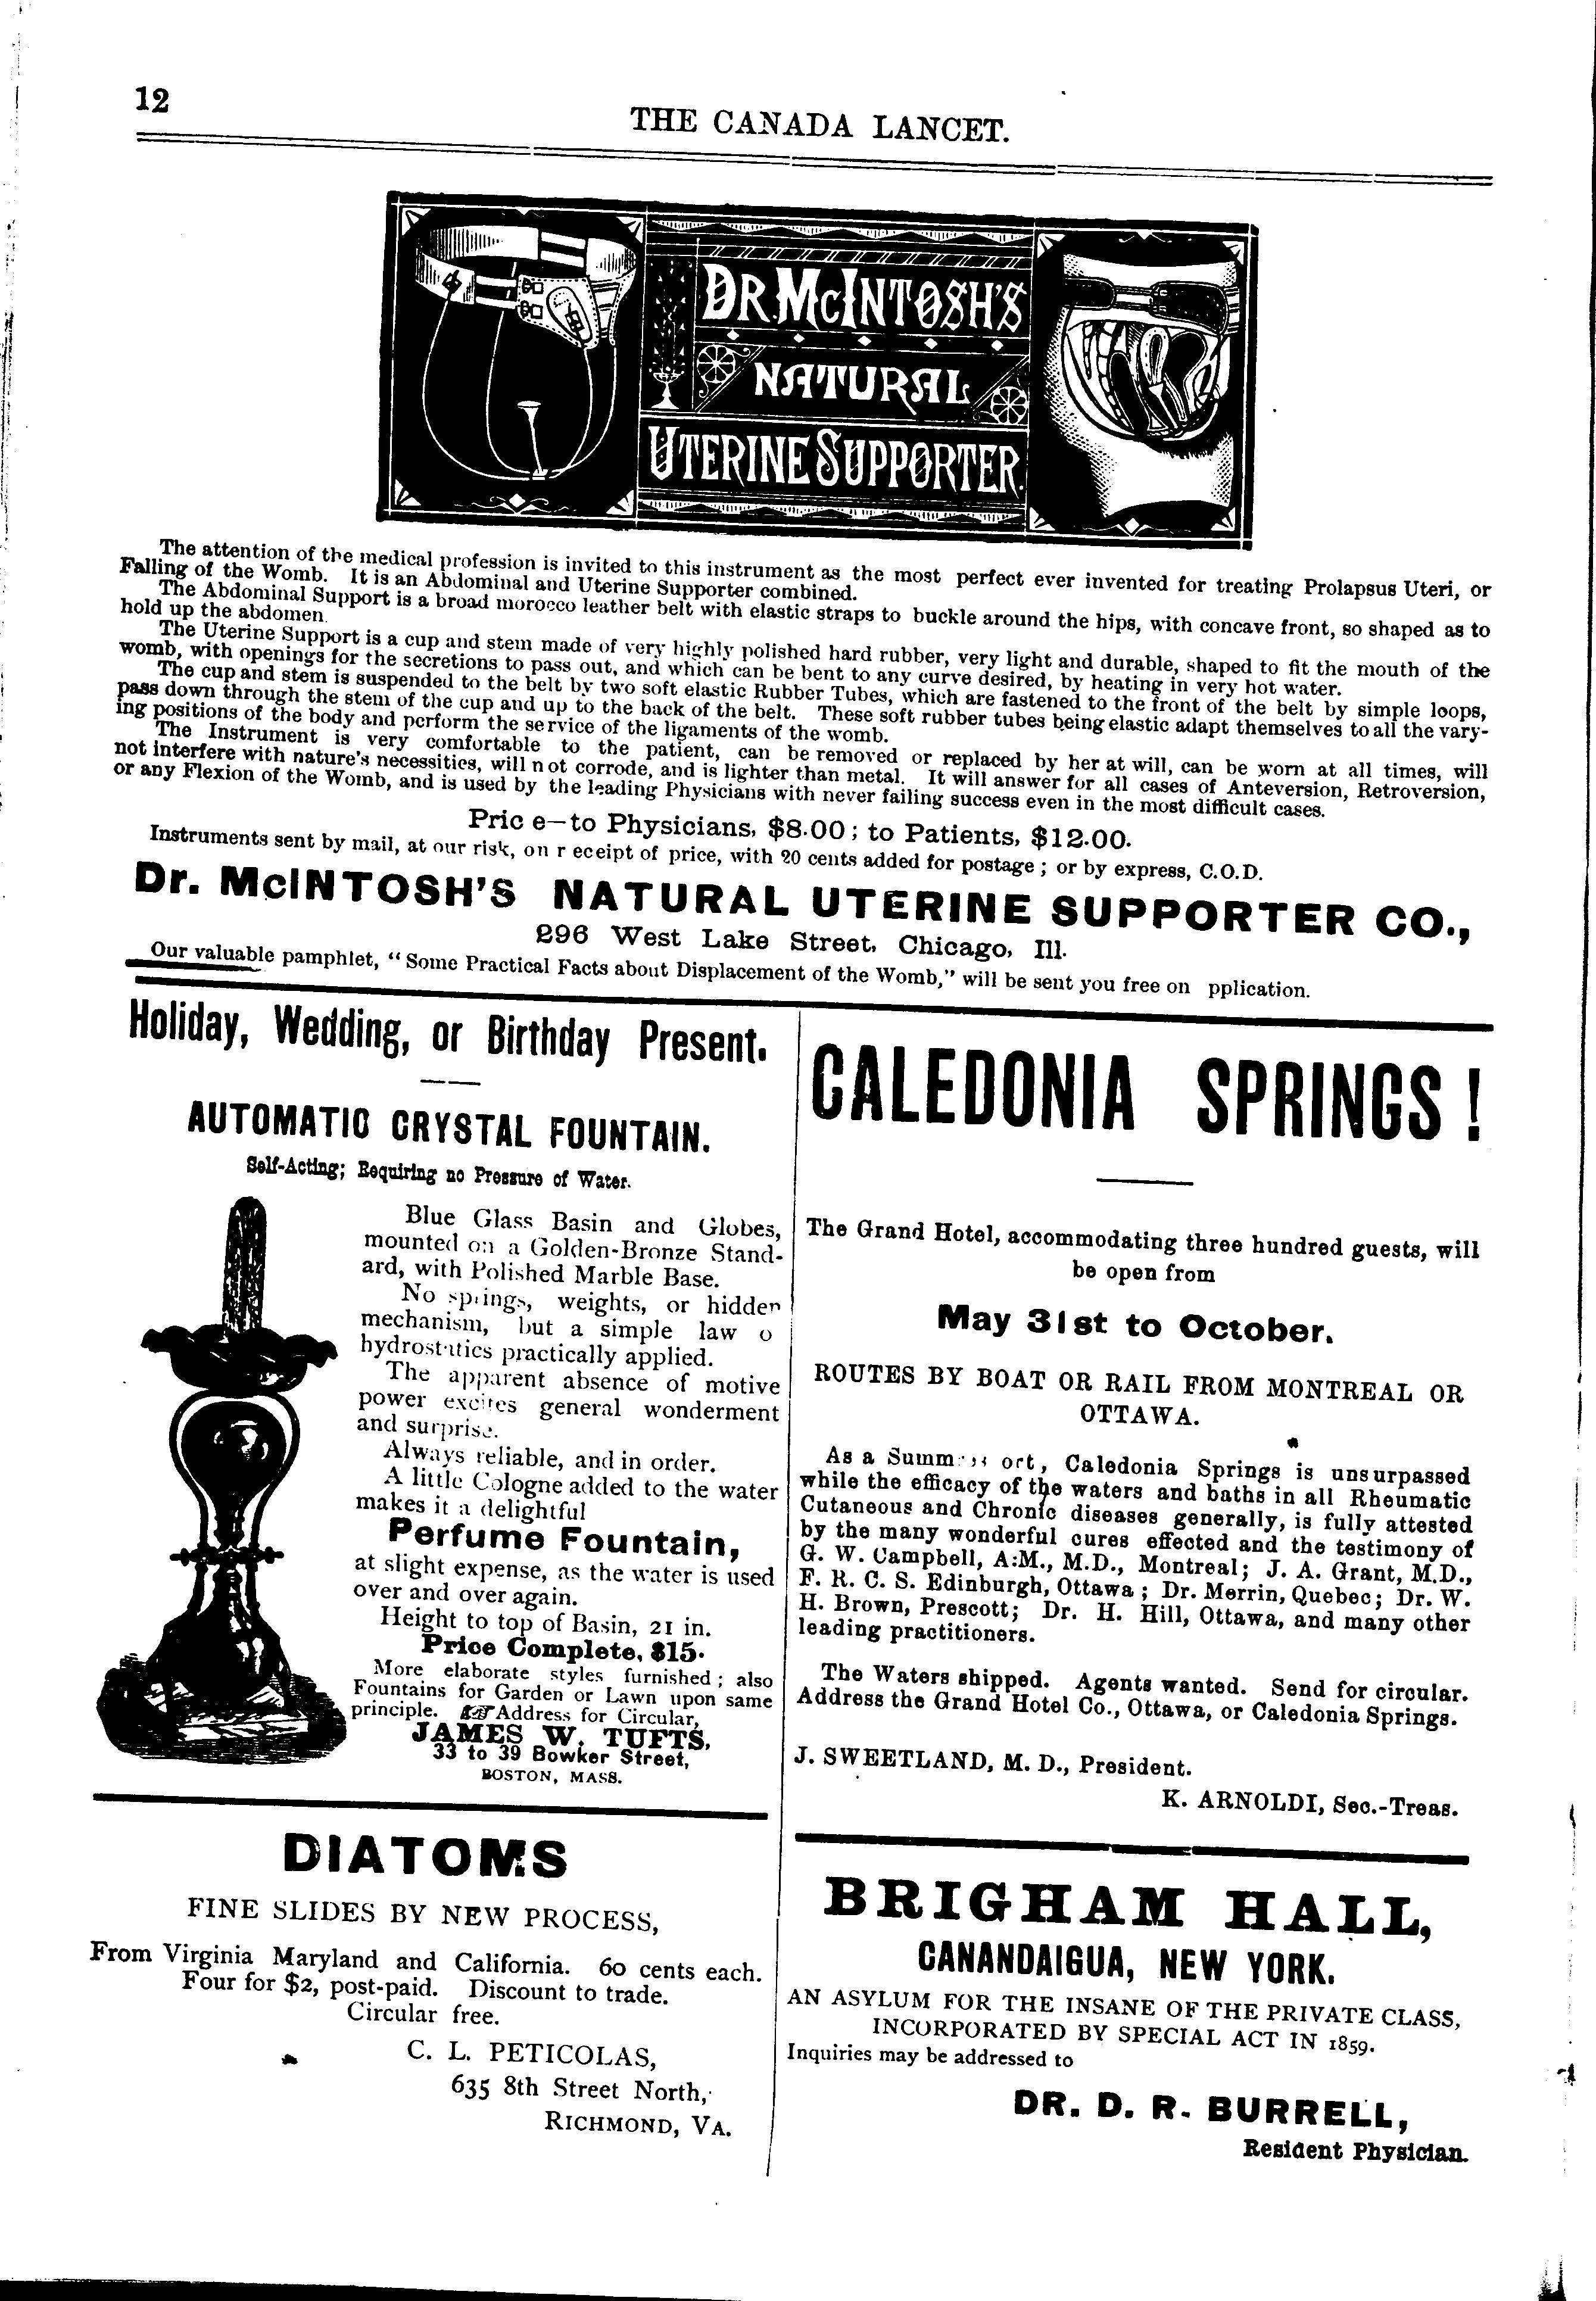 12
THE CANADA LANCET.
DR. McINTOSH'S
NATURAL
UTERINE SUPPORTER.
The attention of the medical profession is invited to this instrument as the most perfect ever invented for treating Prolapsus Uteri, or
Falling of the Womb. It is an Abdominal and Uterine Supporter combined.
The Abdominal Support is a broad morocco leather belt with elastic straps to buckle around the hips, with concave front, so shaped as to
hold up the abdomen.
The Uterine Support is a cup and stem made of very highly polished hard rubber, very light and durable, shaped to fit the mouth of the
womb, with openings for the secretions to pass out, and which can be bent to any curve desired, by heating in very hot water.
The cup and stem is suspended to the belt by two soft elastic Rubber Tubes, which are fastened to the front of the belt by simple loops,
pass down through the stem of the cup and up to the back of the belt. These soft rubber tubes being elastic adapt themselves to all the vary-
ing positions of the body and perform the service of the ligaments of the womb.
The Instrument is very comfortable to the patient, can be removed or replaced by her at will, can be worn at all times, will
not interfere with nature's necessities, will not corrode, and is lighter than metal. It will answer for all cases of Anteversion, Retroversion,
or any Flexion of the Womb, and is used by the leading Physicians with never failing success even in the most difficult cases.
Pric e—to Physicians, $8.00; to Patients, $12.00.
Instruments sent by mail, at our risk, on r eceipt of price, with 20 cents added for postage; or by express, C.O.D.
Dr. McINTOSH'S NATURAL UTERINE SUPPORTER CO.,
296 West Lake Street, Chicago, Ill.
Our valuable pamphlet, "Some Practical Facts about Displacement of the Womb," will be sent you free on pplication.
Holiday, Wedding, or Birthday Present.
AUTOMATIC CRYSTAL FOUNTAIN.
Self-Acting; Requiring no Pressure of Water.
Blue Glass Basin and Globes,
mounted on a Golden-Bronze Stand-
ard, with Polished Marble Base.
No springs, weights, or hidden
mechanism, but a simple law o
hydrostatics practically applied.
The apparent absence of motive
power excites general wonderment
and surprise.
Always reliable, and in order.
A little Cologne added to the water
makes it a delightful
Perfume Fountain,
at slight expense, as the water is used
over and over again.
Height to top of Basin, 21 in.
Price Complete, $15.
More elaborate styles furnished; also
Fountains for Garden or Lawn upon same
principle. Address for Circular,
JAMES W. TUFTS,
33 to 39 Bowker Street,
BOSTON, MASS.
DIATOMS
FINE SLIDES BY NEW PROCESS,
From Virginia Maryland and California. 60 cents each.
Four for $2, post-paid. Discount to trade.
Circular free.
C. L. PETICOLAS,
635 8th Street North,
RICHMOND, VA.
CALEDONIA SPRINGS!
The Grand Hotel, accommodating three hundred guests, will
be open from
May 31st to October.
ROUTES BY BOAT OR RAIL FROM MONTREAL OR
OTTAWA.
As a Summ ort, Caledonia Springs is unsurpassed
while the efficacy of the waters and baths in all Rheumatic
Cutaneous and Chronic diseases generally, is fully attested
by the many wonderful cures effected and the testimony of
G. W. Campbell, A.M., M.D., Montreal; J. A. Grant, M.D.,
F. R. C. S. Edinburgh, Ottawa; Dr. Merrin, Quebec; Dr. W.
H. Brown, Prescott; Dr. H. Hill, Ottawa, and many other
leading practitioners.
The Waters shipped. Agents wanted. Send for circular.
Address the Grand Hotel Co., Ottawa, or Caledonia Springs.
J. SWEETLAND, M. D., President.
K. ARNOLDI, Sec.-Treas.
BRIGHAM HALL,
CANANDAIGUA, NEW YORK.
AN ASYLUM FOR THE INSANE OF THE PRIVATE CLASS,
INCORPORATED BY SPECIAL ACT IN 1859.
Inquiries may be addressed to
DR. D. R. BURRELL,
Resident Physician.